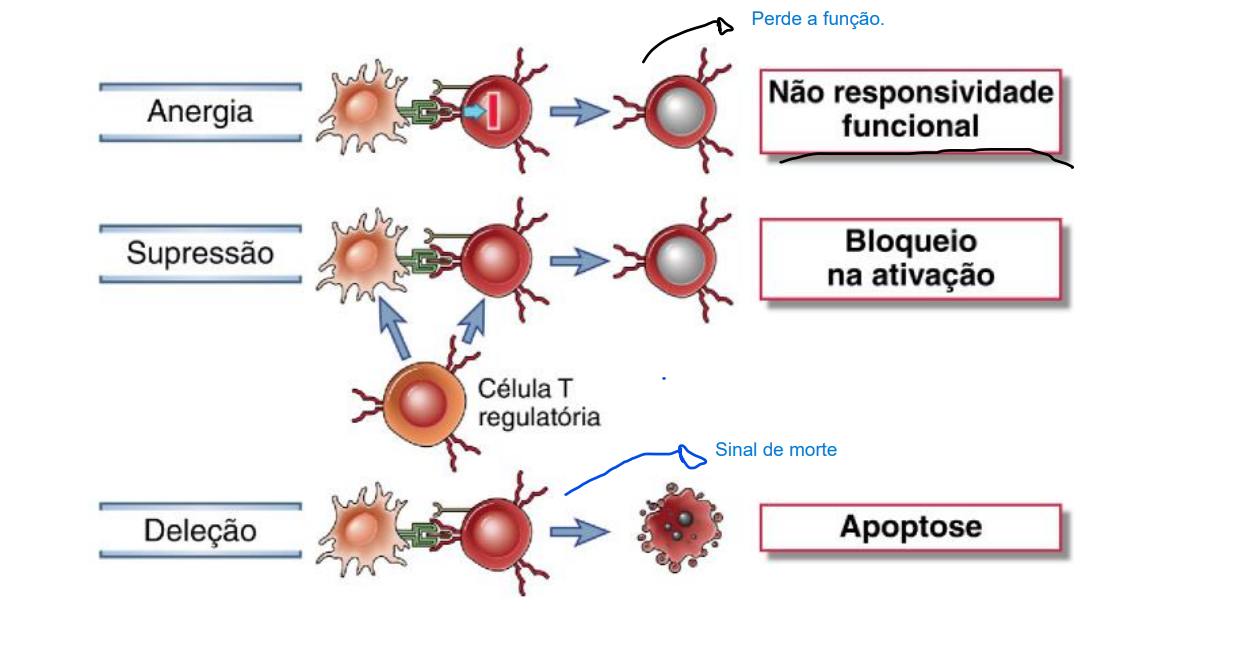 Perde a função.
Anergia
Não responsividade
funcional
Supressão
Bloqueio
na ativação
Célula T
regulatória
Sinal de morte
Deleção
Apoptose